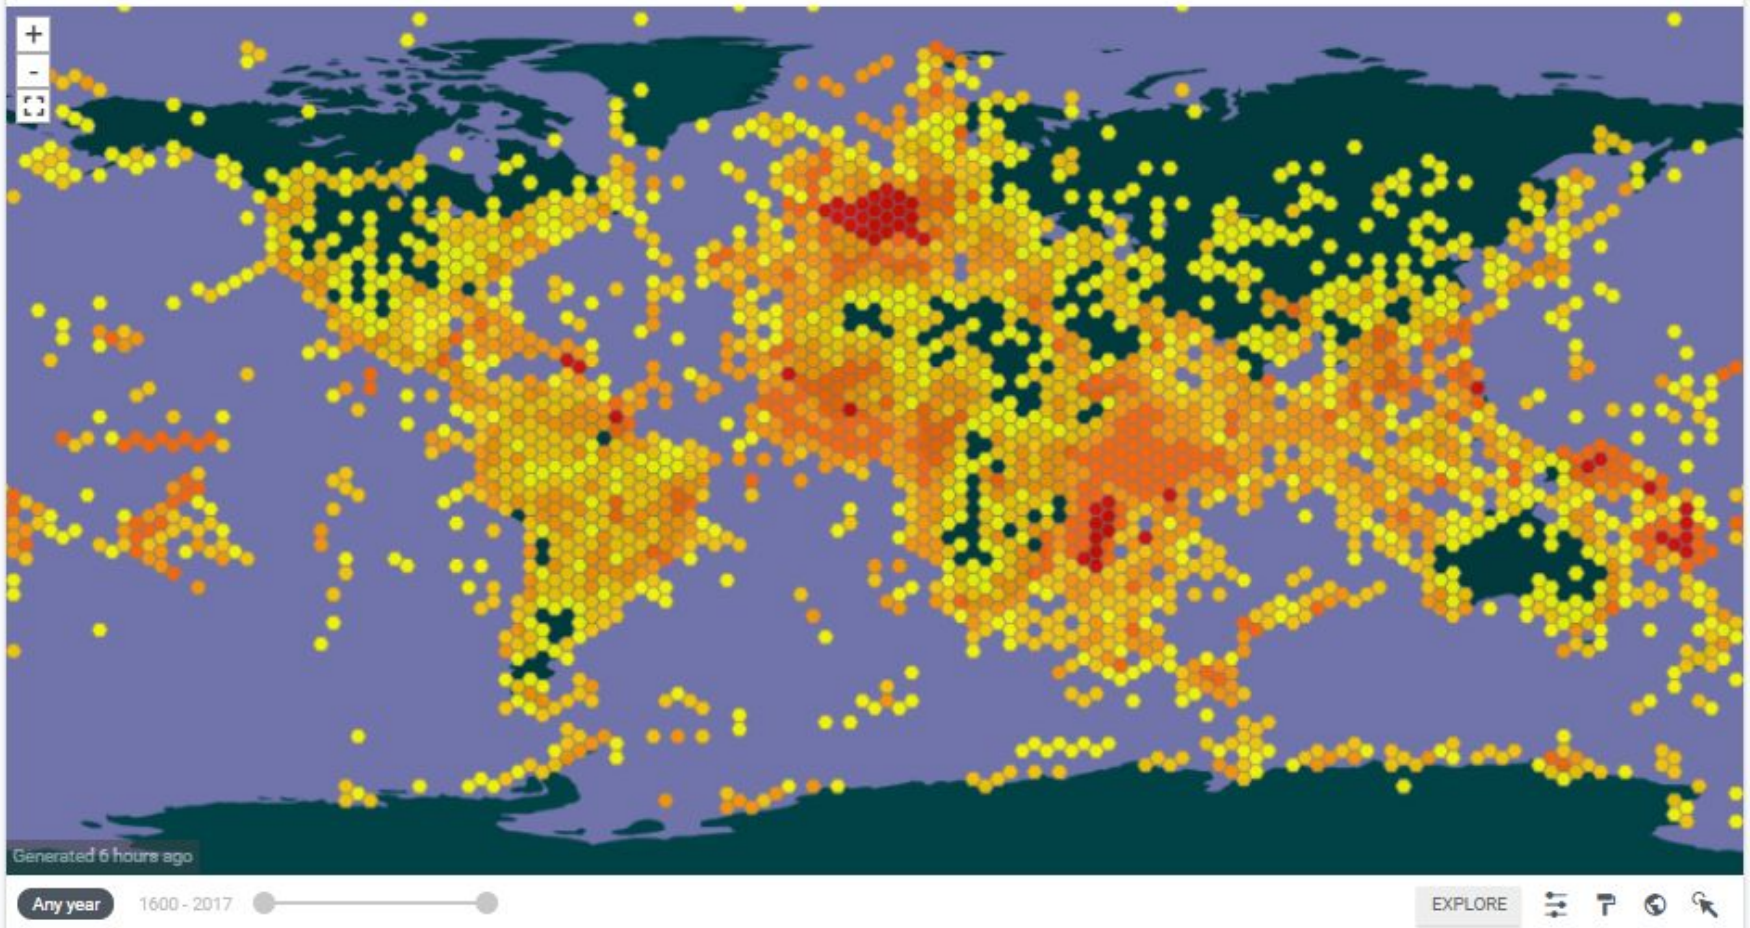 +
-
Generated 6 hours ago
Any year 1600 - 2017 EXPLORE